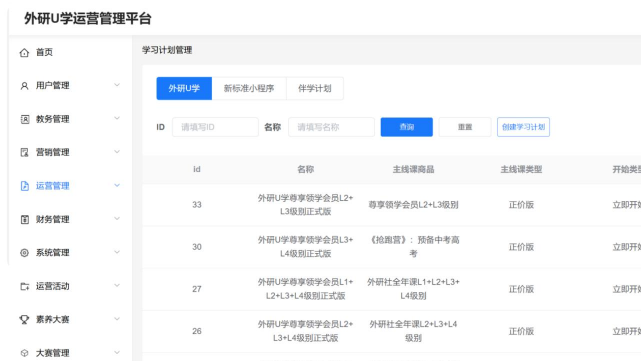 外研U学运营管理平台
首页
用户管理
教务管理
营销管理
运营管理
财务管理
系统管理
运营活动
素养大赛
大赛管理
学习计划管理
外研U学 新标准小程序 伴学计划
ID 请填写ID 名称 请填写名称 查询 重置 创建学习计划
id 名称 主线课商品 主线课类型 开始类型
33 外研U学尊享领学会员L2+ 尊享领学会员L2+L3级别 正价版 立即开始
L3级别正式版
30 外研U学尊享领学会员L3+ 《抢跑营》：预备中考高 正价版 立即开始
L4级别正式版 考
27 外研U学尊享领学会员L1+ 外研社全年课L1+L2+L3+ 正价版 立即开始
L2+L3+L4级别正式版 L4级别
26 外研U学尊享领学会员L2+ 外研社全年课L2+L3+L4 正价版 立即开始
L3+L4级别正式版 级别